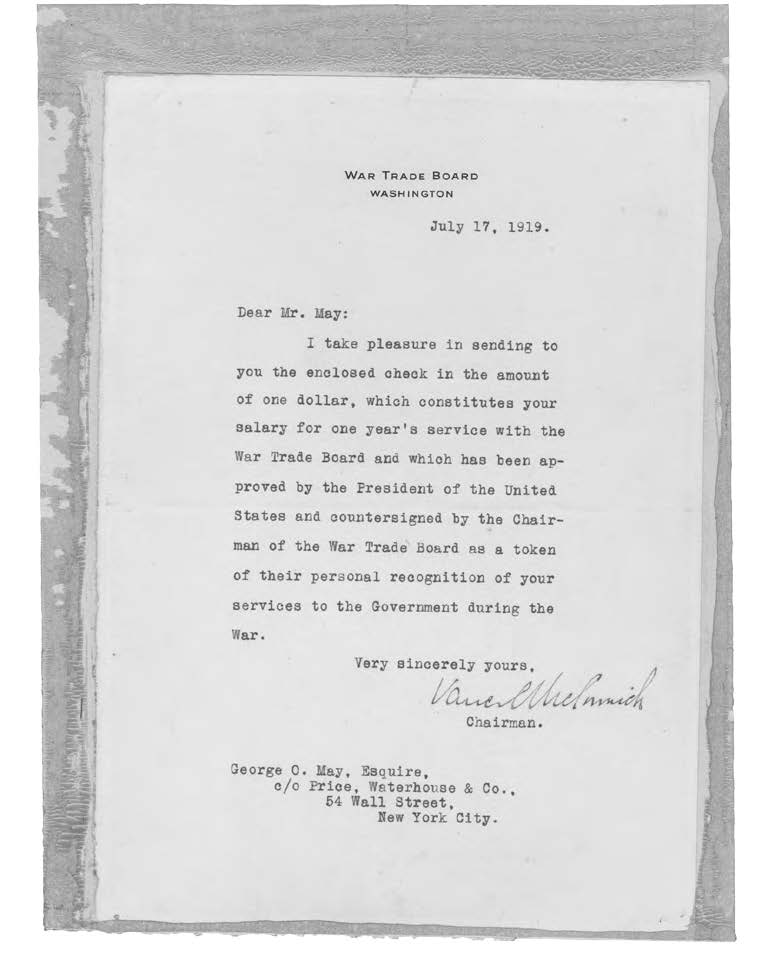 WAR TRADE BOARD
WASHINGTON
July 17, 1919.
Dear Mr. May:
I take pleasure in sending to
you the enclosed check in the amount
of one dollar, which constitutes your
salary for one year's service with the
War Trade Board and which has been ap-
proved by the President of the United
States and countersigned by the Chair-
man of the War Trade Board as a token
of their personal recognition of your
services to the Government during the
War.
Very sincerely yours,
Vance C McCormick
Chairman.
George O. May, Esquire,
c/o Price, Waterhouse & Co.,
54 Wall Street,
New York City.